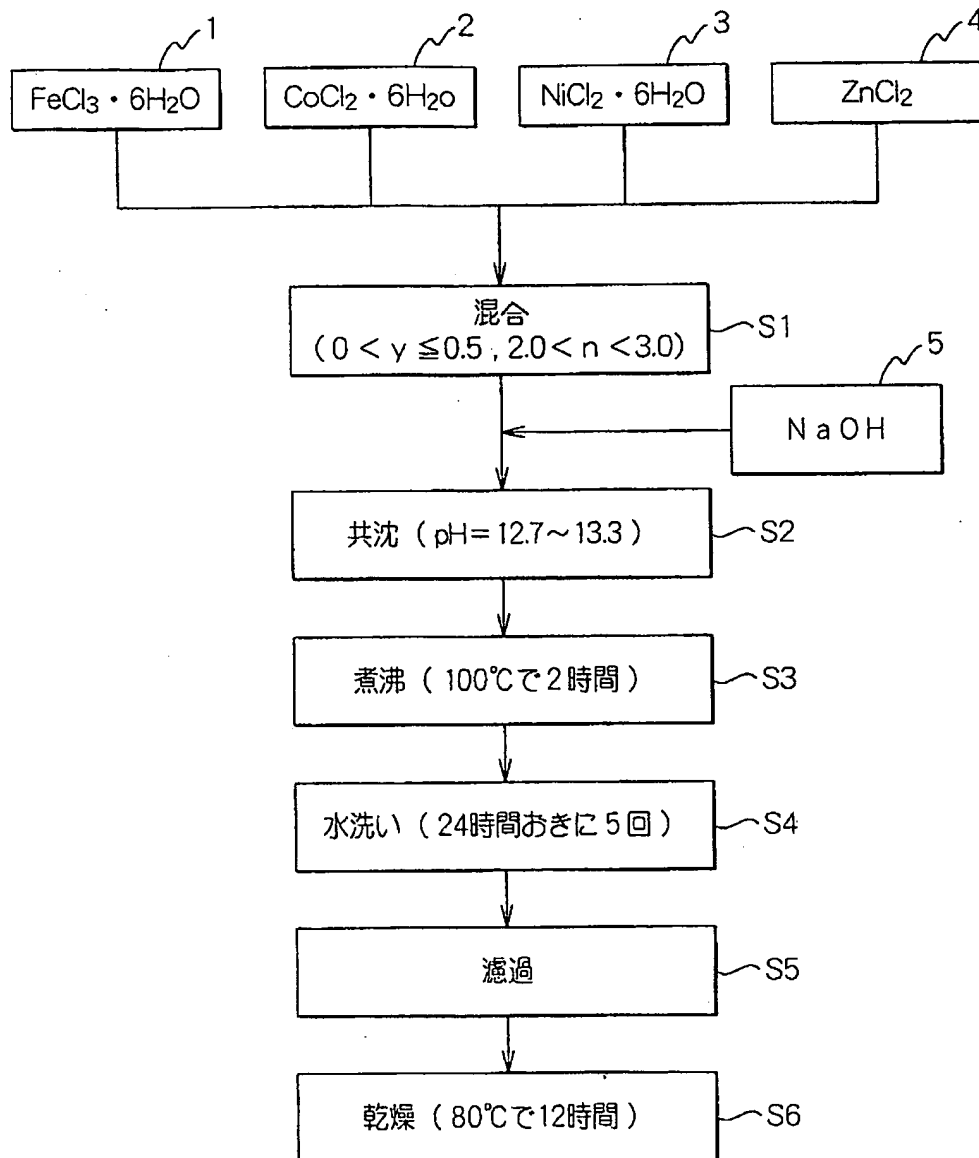 1
2
3
4
FeCl₃・6H₂O
CoCl₂・6H₂o
NiCl₂・6H₂O
ZnCl₂
混合
(0<y≦0.5, 2.0<n<3.0)
S1
5
NaOH
共沈(pH=12.7~13.3)
S2
煮沸(100℃で2時間)
S3
水洗い(24時間おきに5回)
S4
濾過
S5
乾燥(80℃で12時間)
S6